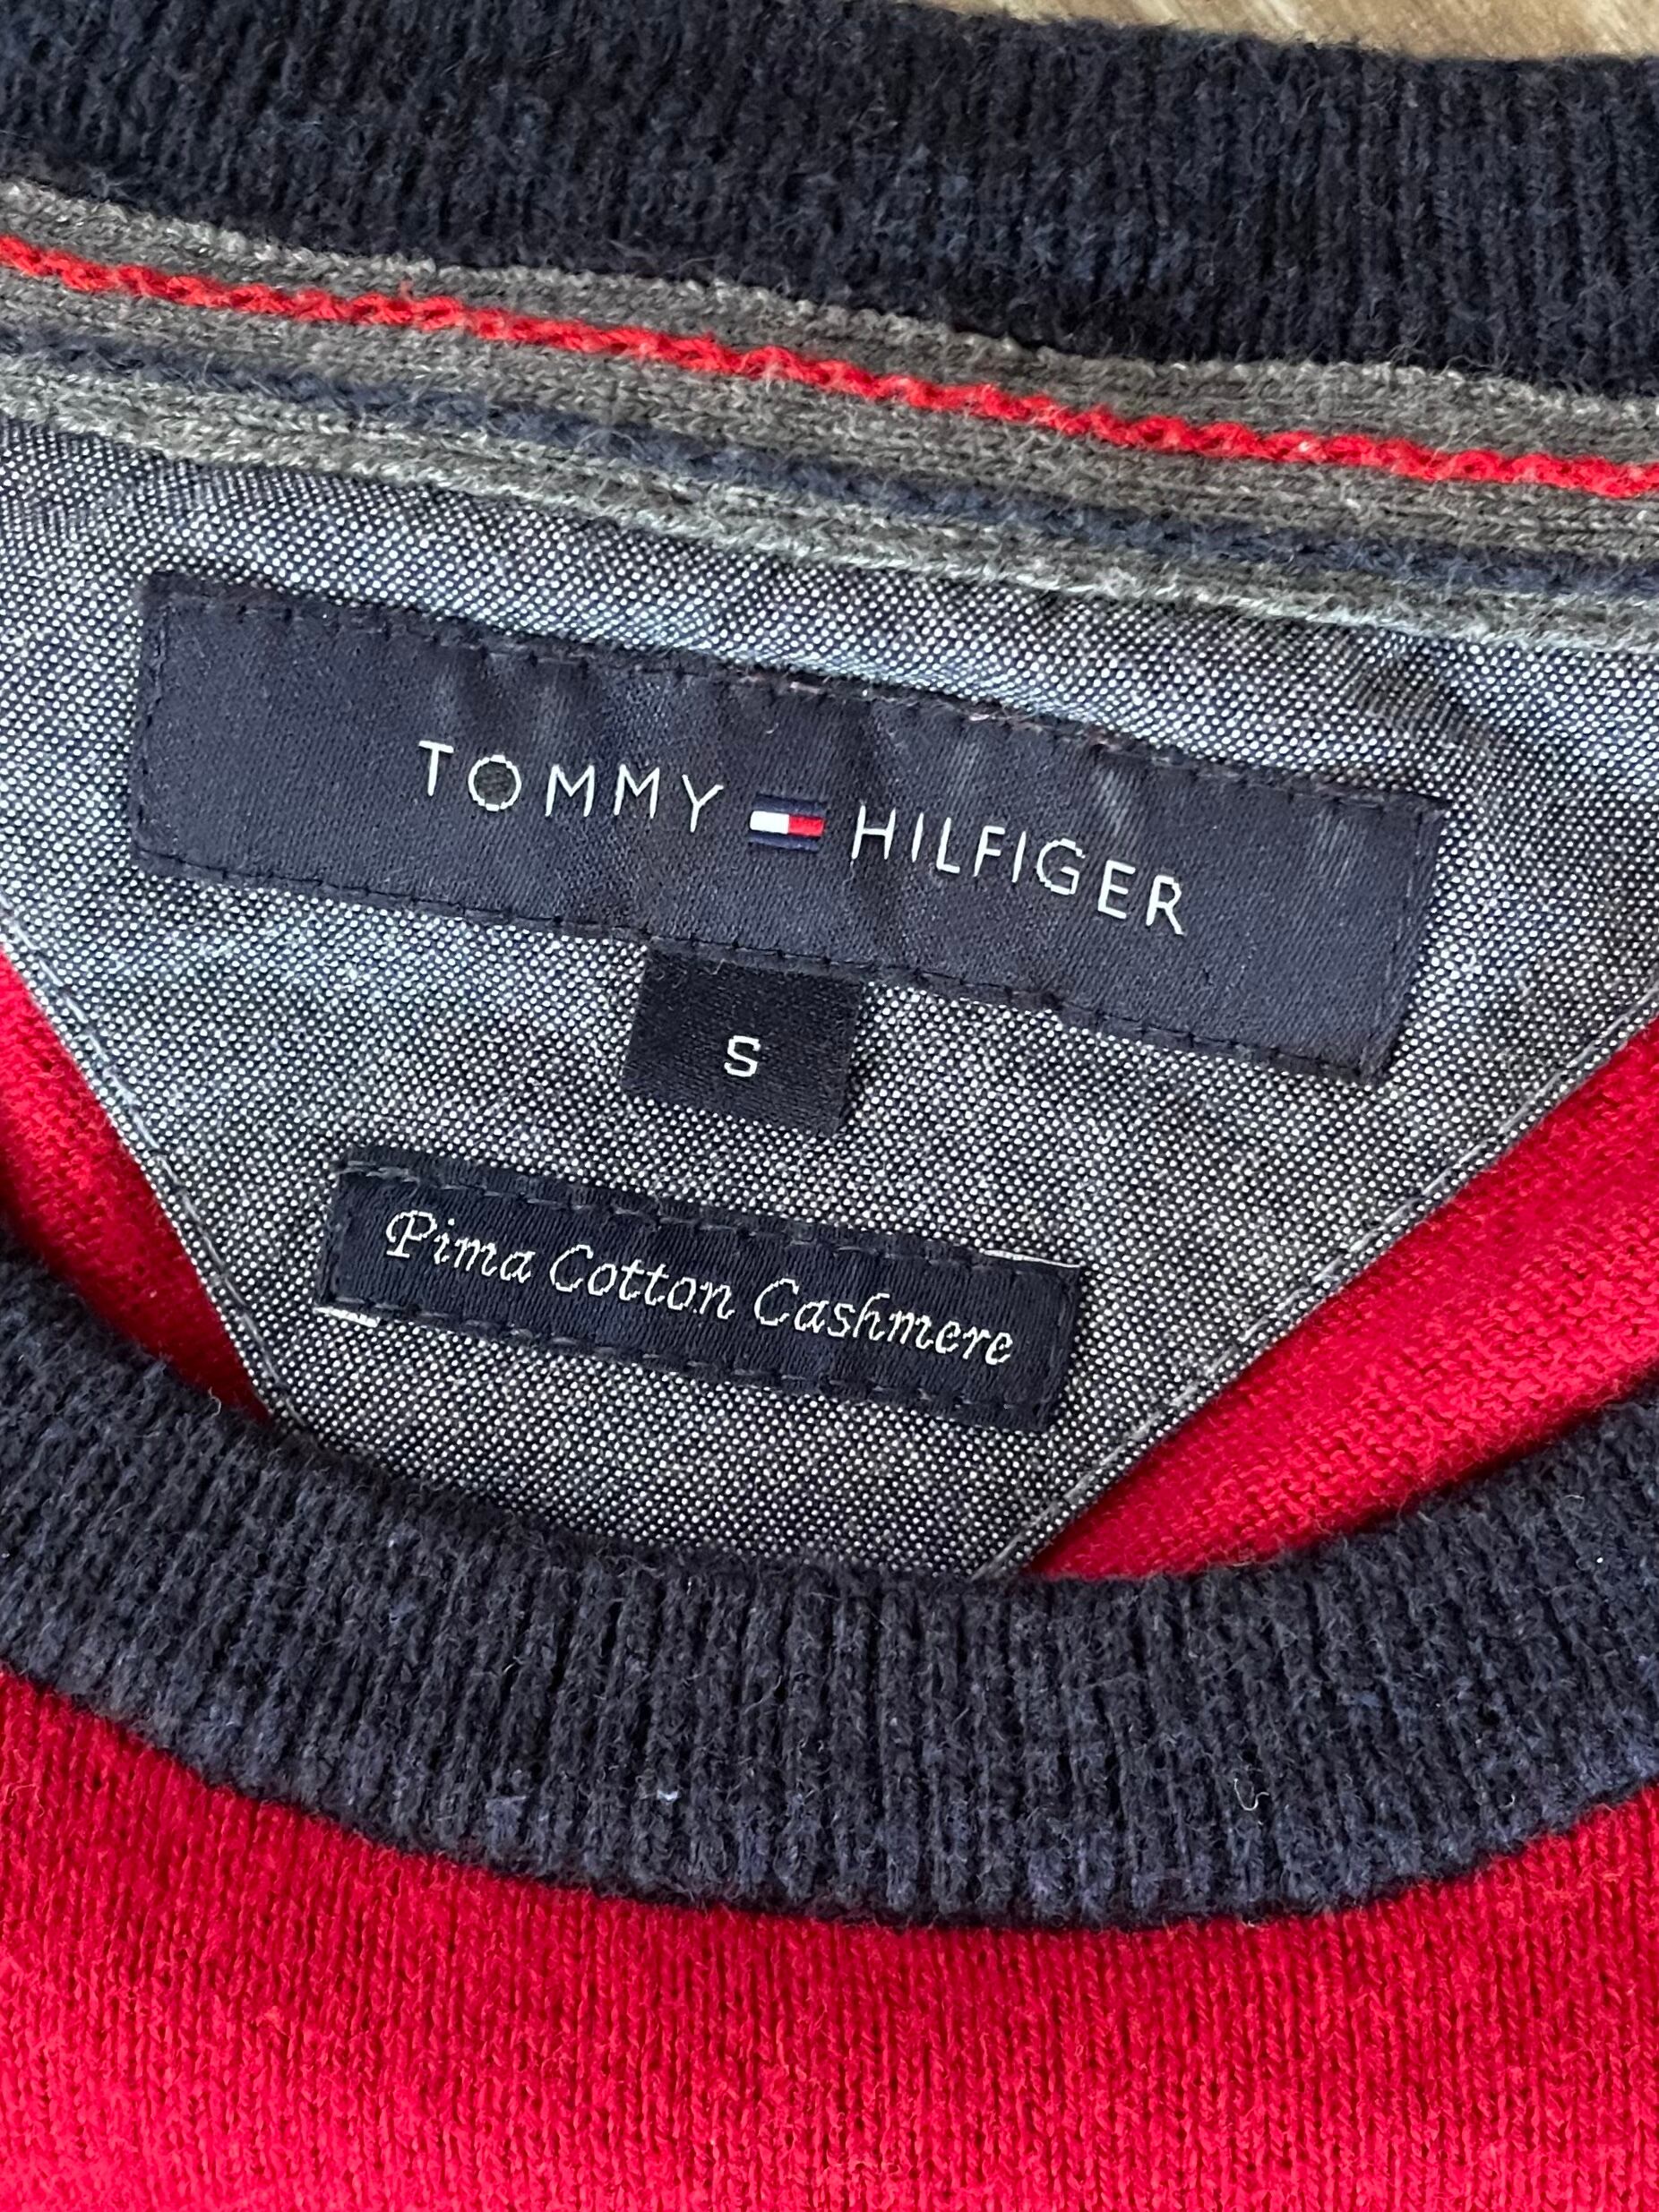 TOMMY HILFIGER
S
Pima Cotton Cashmere